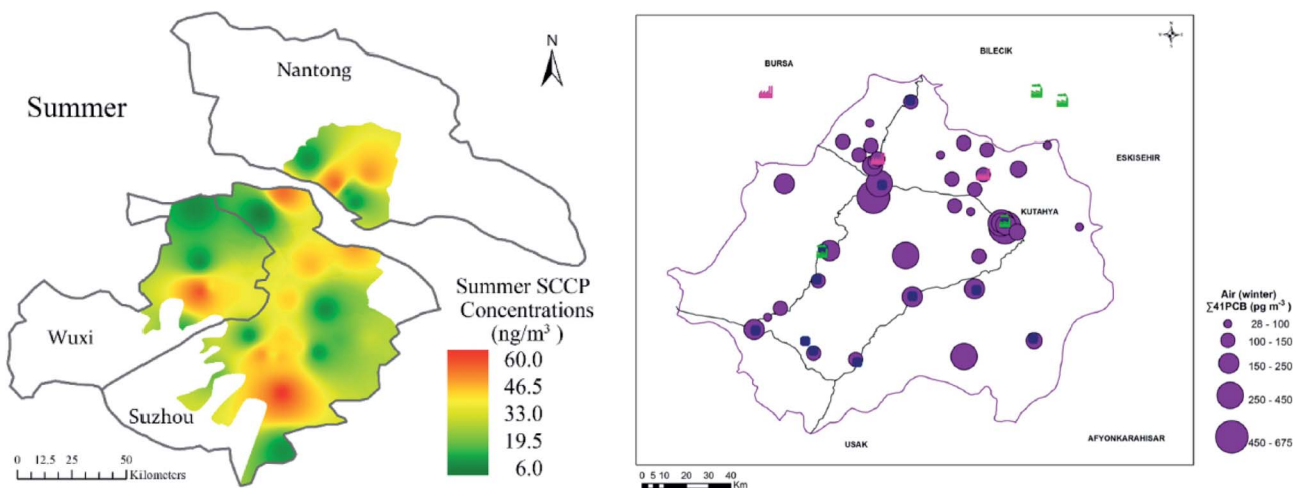 Nantong
N
Summer
Summer SCCP
Concentrations
(ng/m³)
60.0
46.5
33.0
19.5
6.0
Wuxi
Suzhou
0 12.5 25 50
Kilometers
BURSA
BILECIK
N
ESKISEHIR
KUTAHYA
USAK
AFYONKARAHISAR
Air (winter)
∑41PCB (pg m⁻³)
28 - 100
100 - 150
150 - 250
250 - 450
450 - 675
0 5 10 20 30 40
Km